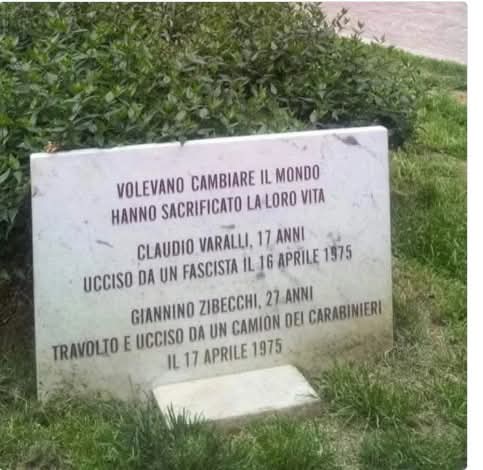 VOLEVANO CAMBIARE IL MONDO
HANNO SACRIFICATO LA LORO VITA
CLAUDIO VARALLI, 17 ANNI
UCCISO DA UN FASCISTA IL 16 APRILE 1975
GIANNINO ZIBECCHI, 27 ANNI
TRAVOLTO E UCCISO DA UN CAMION DEI CARABINIERI
IL 17 APRILE 1975